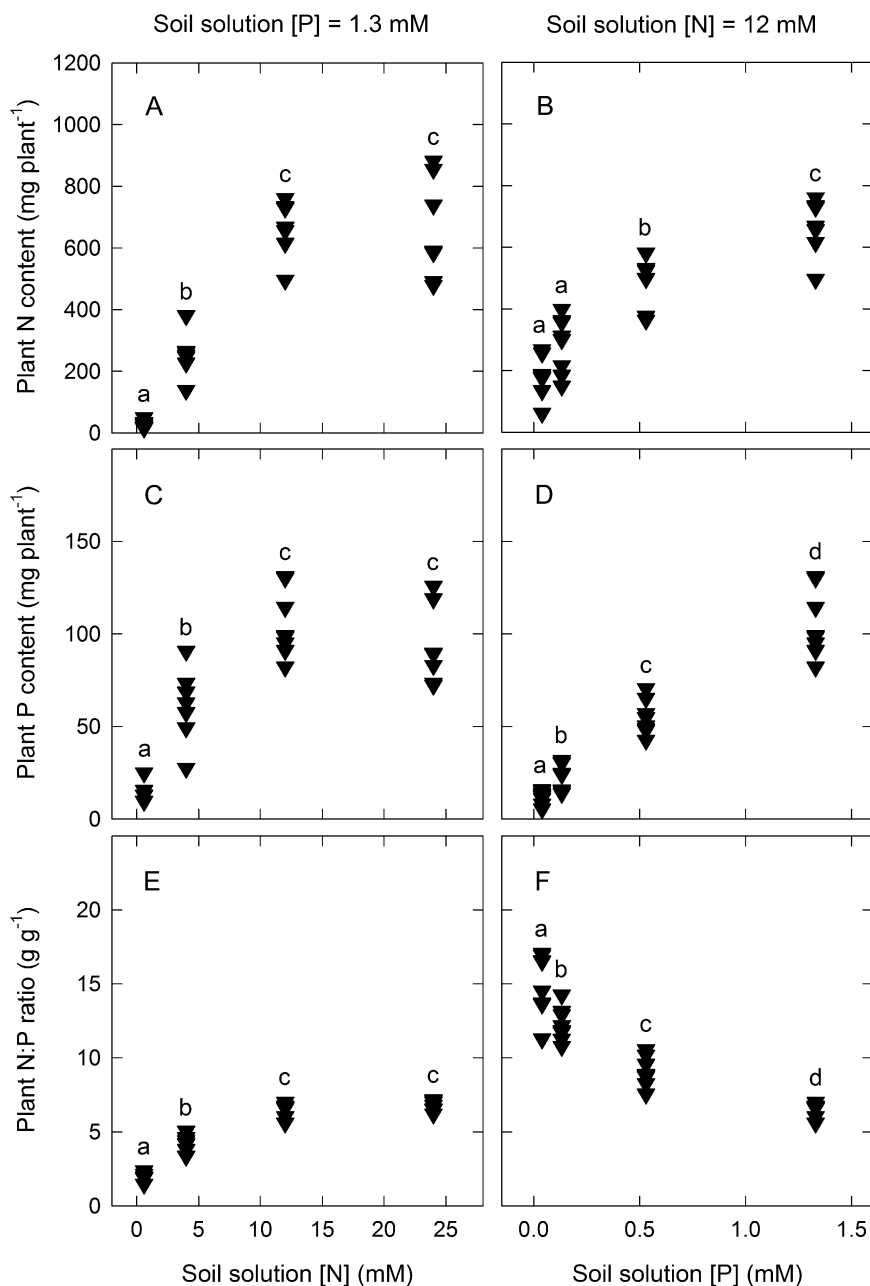 Soil solution [P] = 1.3 mM
Soil solution [N] = 12 mM
Plant N content (mg plant⁻¹)
1200
1000
800
600
400
200
0
A
a
b
c
c
B
a
a
b
c
Plant P content (mg plant⁻¹)
150
100
50
0
C
a
b
c
c
D
a
b
c
d
Plant N:P ratio (g g⁻¹)
20
15
10
5
0
E
a
b
c
c
F
a
b
c
d
0 5 10 15 20 25
0.0 0.5 1.0 1.5
Soil solution [N] (mM)
Soil solution [P] (mM)